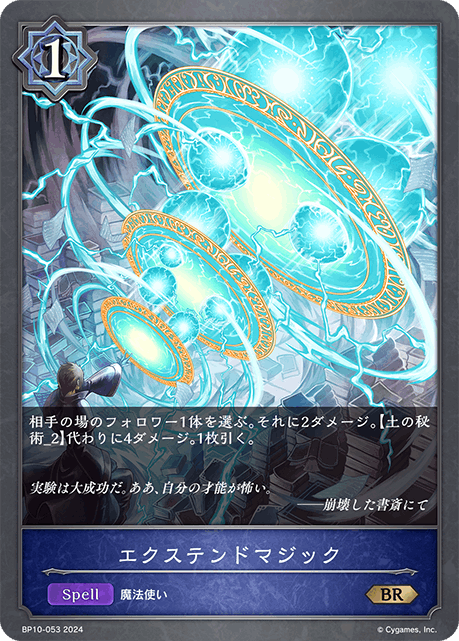 1
相手の場のフォロワー1体を選ぶ。それに2ダメージ。【土の秘
術_2】代わりに4ダメージ。1枚引く。
実験は大成功だ。ああ、自分の才能が怖い。
――崩壊した書斎にて
エクステンドマジック
Spell 魔法使い BR
BP10-053 2024 © Cygames, Inc.